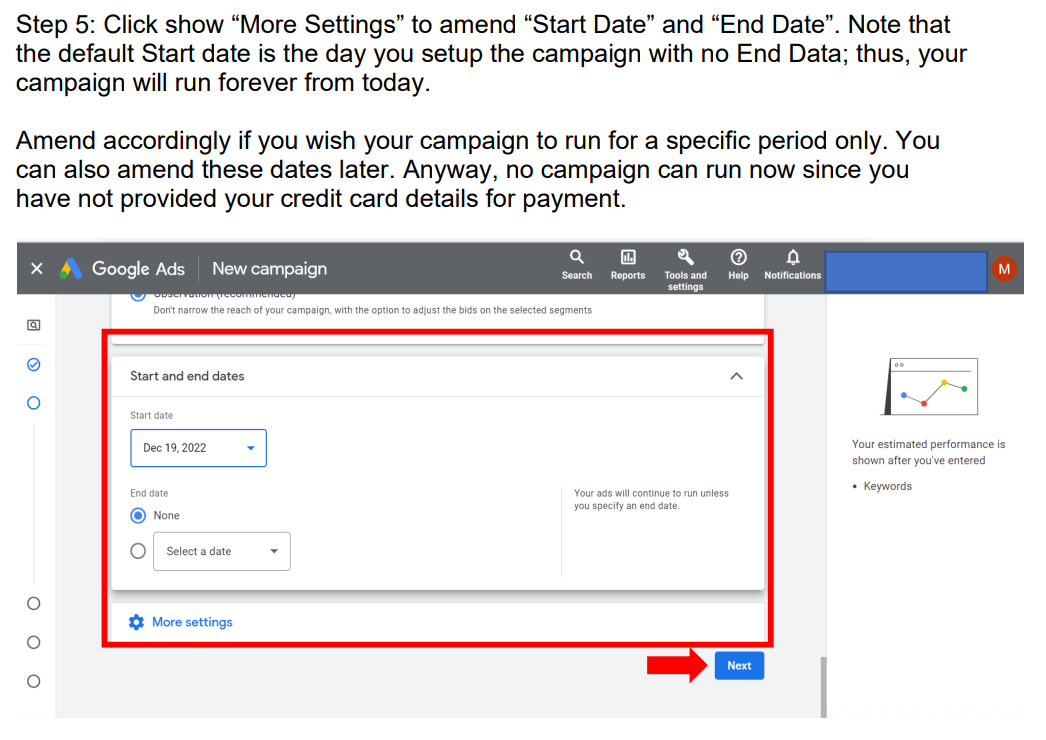 Step 5: Click show “More Settings” to amend “Start Date” and “End Date”. Note that
the default Start date is the day you setup the campaign with no End Data; thus, your
campaign will run forever from today.
Amend accordingly if you wish your campaign to run for a specific period only. You
can also amend these dates later. Anyway, no campaign can run now since you
have not provided your credit card details for payment.
Google Ads
New campaign
Search
Reports
Tools and
settings
Help
Notifications
M
Observation (recommended)
Don't narrow the reach of your campaign, with the option to adjust the bids on the selected segments
Start and end dates
Start date
Dec 19, 2022
End date
None
Select a date
Your ads will continue to run unless
you specify an end date.
More settings
Next
Your estimated performance is
shown after you've entered
• Keywords